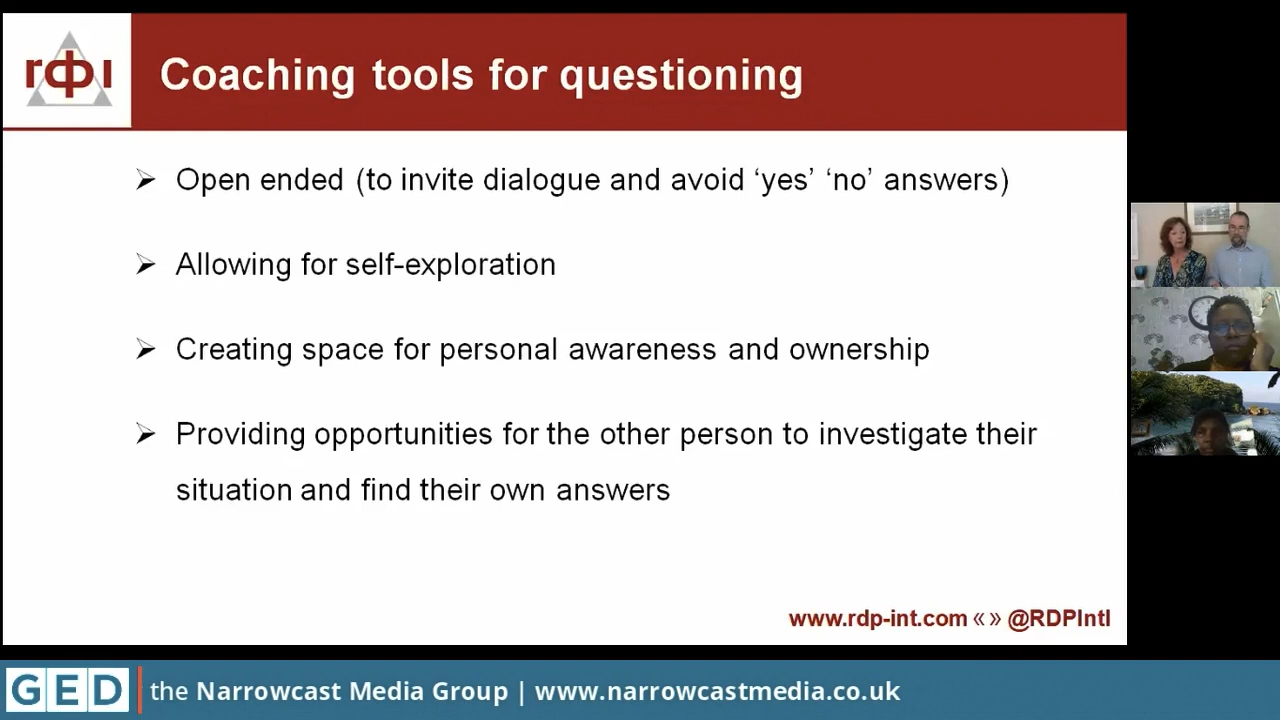 rφı
Coaching tools for questioning
Open ended (to invite dialogue and avoid ‘yes’ ‘no’ answers)
Allowing for self-exploration
Creating space for personal awareness and ownership
Providing opportunities for the other person to investigate their
situation and find their own answers
www.rdp-int.com «» @RDPIntl
GED the Narrowcast Media Group | www.narrowcastmedia.co.uk